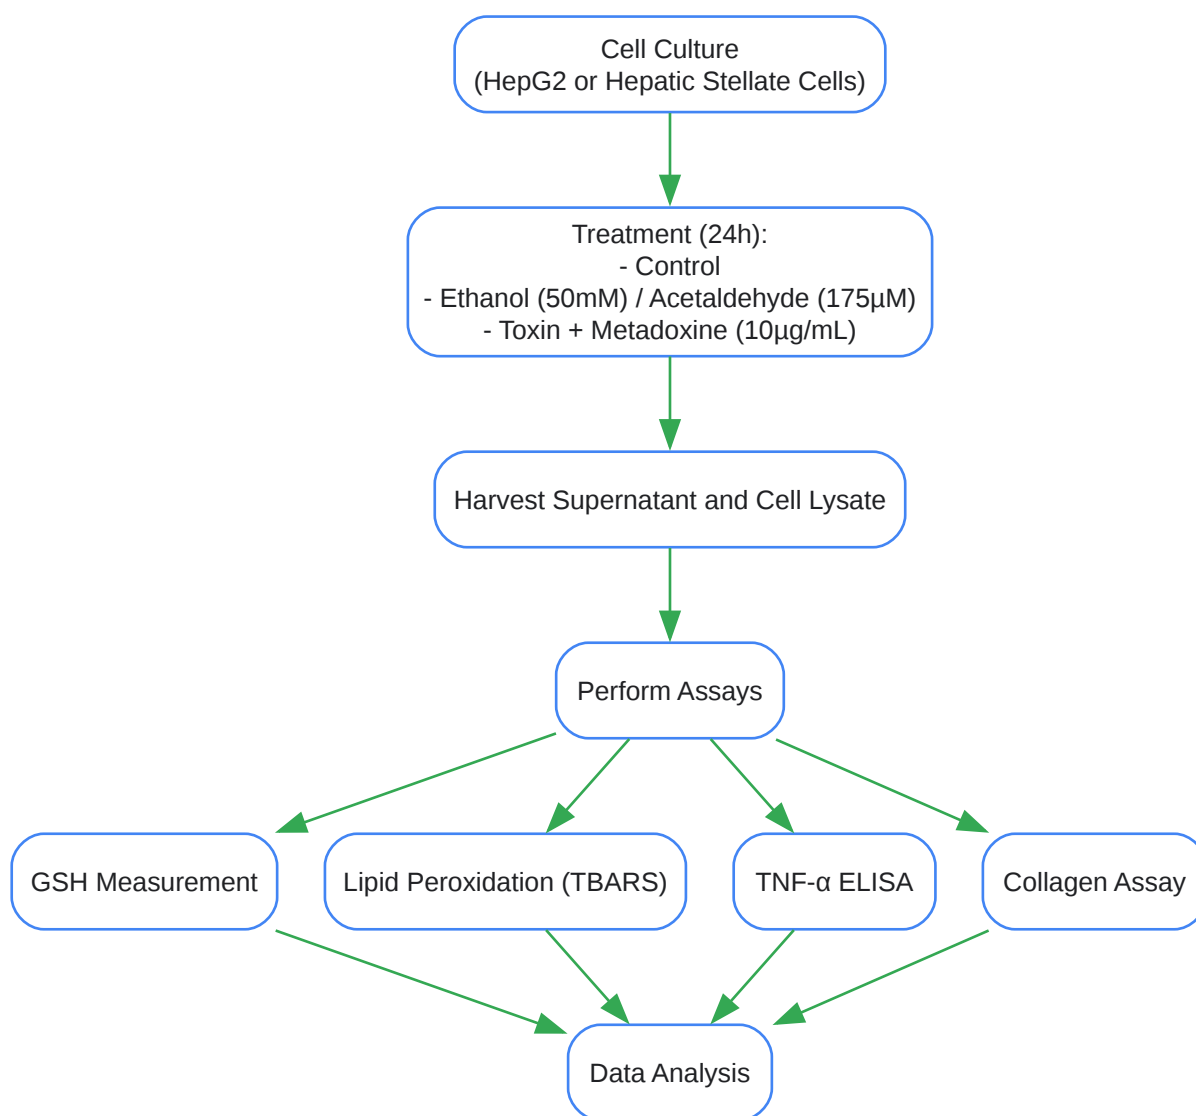 Cell Culture
(HepG2 or Hepatic Stellate Cells)
Treatment (24h):
- Control
- Ethanol (50mM) / Acetaldehyde (175µM)
- Toxin + Metadoxine (10µg/mL)
Harvest Supernatant and Cell Lysate
Perform Assays
GSH Measurement
Lipid Peroxidation (TBARS)
TNF-α ELISA
Collagen Assay
Data Analysis